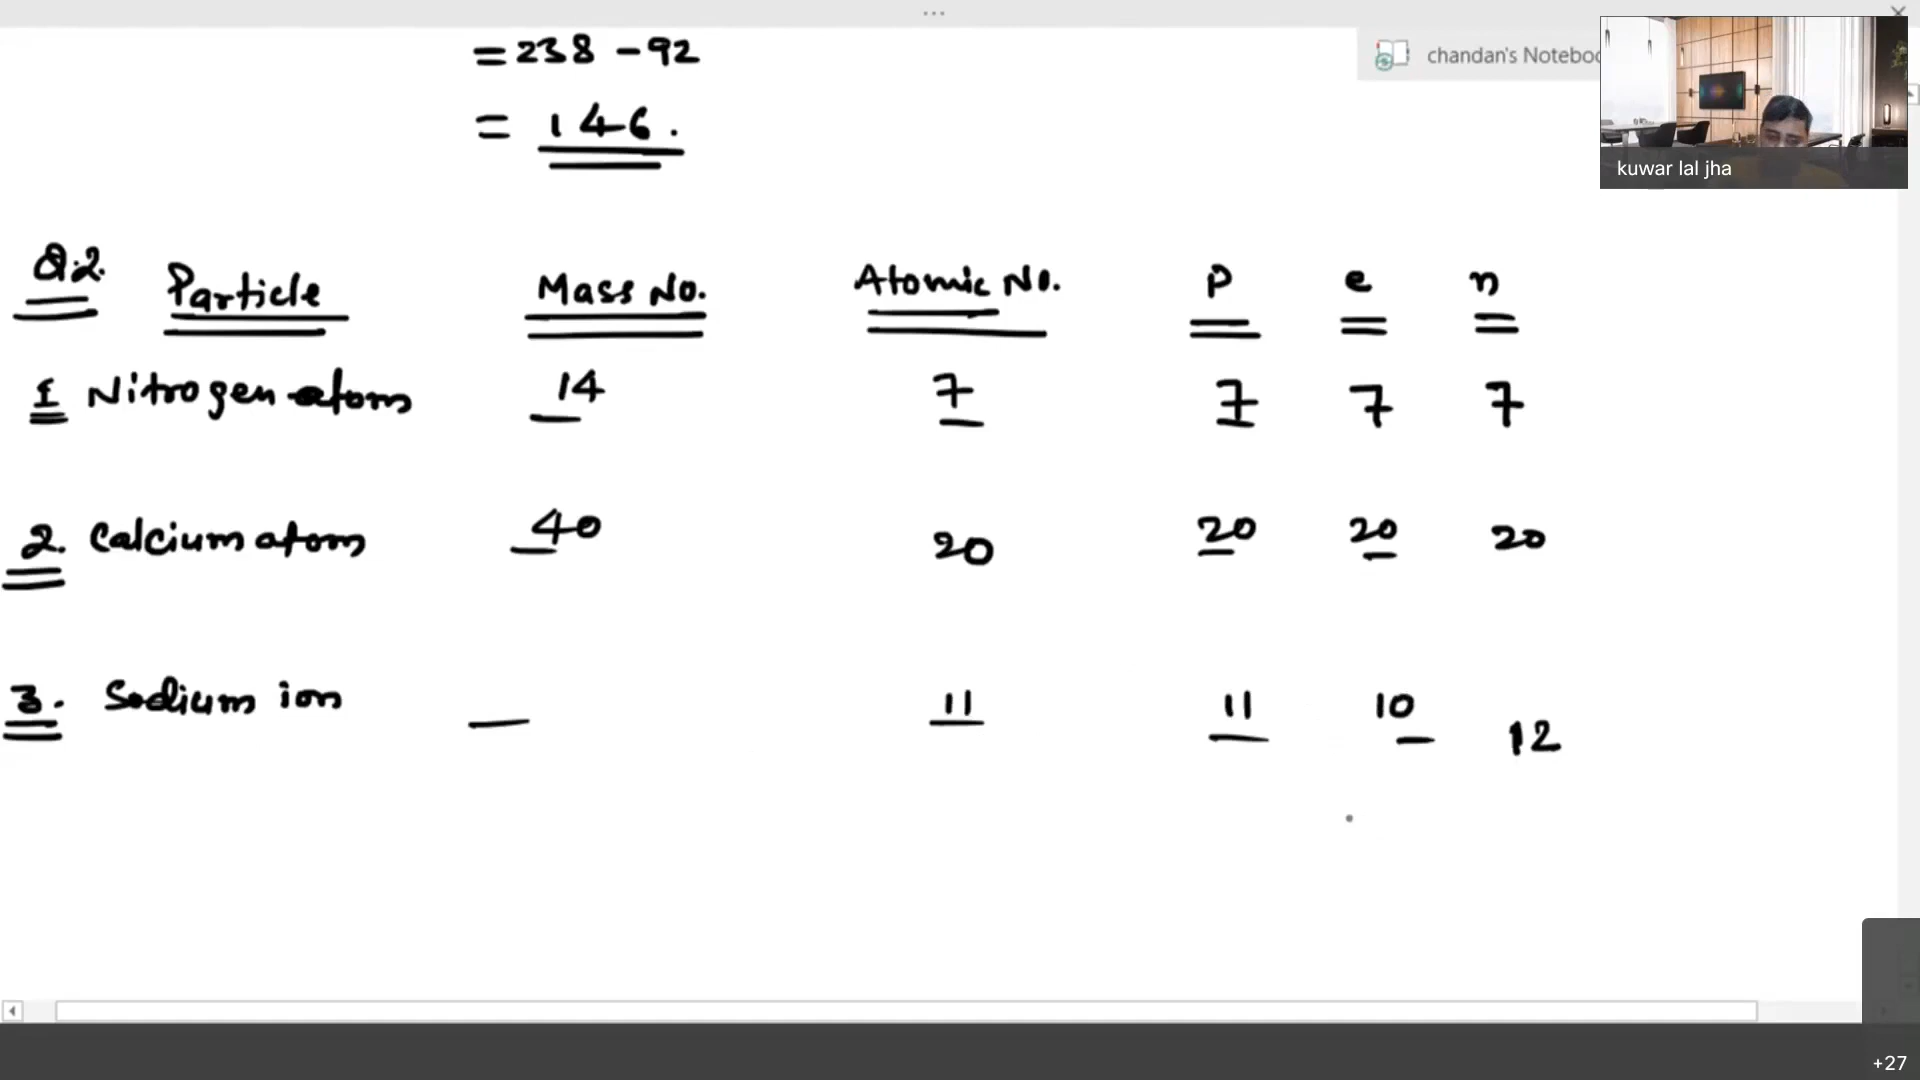 = 238 - 92
chandan's Noteboo
= 146.
kuwar lal jha
Q.2. Particle Mass No. Atomic No. P e n
1 Nitrogen atom 14 7 7 7 7
2. Calcium atom 40 20 20 20 20
3. Sodium ion 11 11 10 12
+27